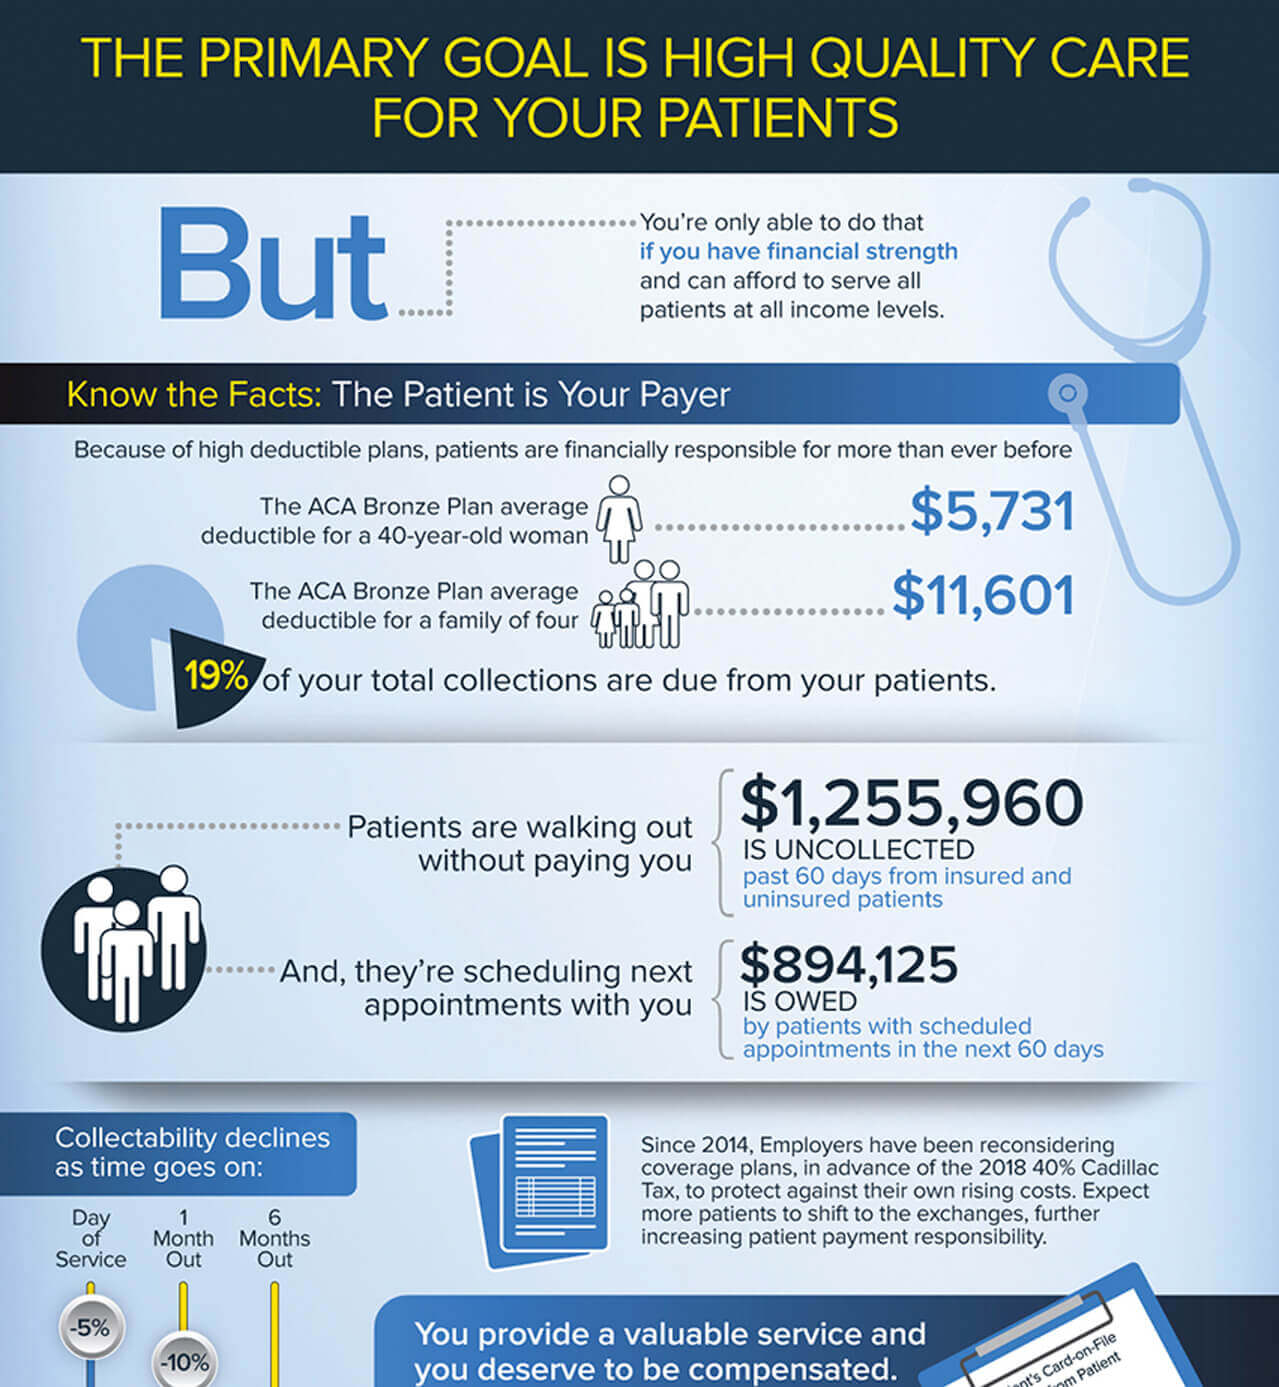 THE PRIMARY GOAL IS HIGH QUALITY CARE
FOR YOUR PATIENTS
But
You're only able to do that
if you have financial strength
and can afford to serve all
patients at all income levels.
Know the Facts: The Patient is Your Payer
Because of high deductible plans, patients are financially responsible for more than ever before
The ACA Bronze Plan average
deductible for a 40-year-old woman
$5,731
The ACA Bronze Plan average
deductible for a family of four
$11,601
19% of your total collections are due from your patients.
Patients are walking out
without paying you
$1,255,960
IS UNCOLLECTED
past 60 days from insured and
uninsured patients
And, they're scheduling next
appointments with you
$894,125
IS OWED
by patients with scheduled
appointments in the next 60 days
Collectability declines
as time goes on:
Day
of
Service
1
Month
Out
6
Months
Out
-5%
-10%
Since 2014, Employers have been reconsidering
coverage plans, in advance of the 2018 40% Cadillac
Tax, to protect against their own rising costs. Expect
more patients to shift to the exchanges, further
increasing patient payment responsibility.
You provide a valuable service and
you deserve to be compensated.
Card-on-File
Patient